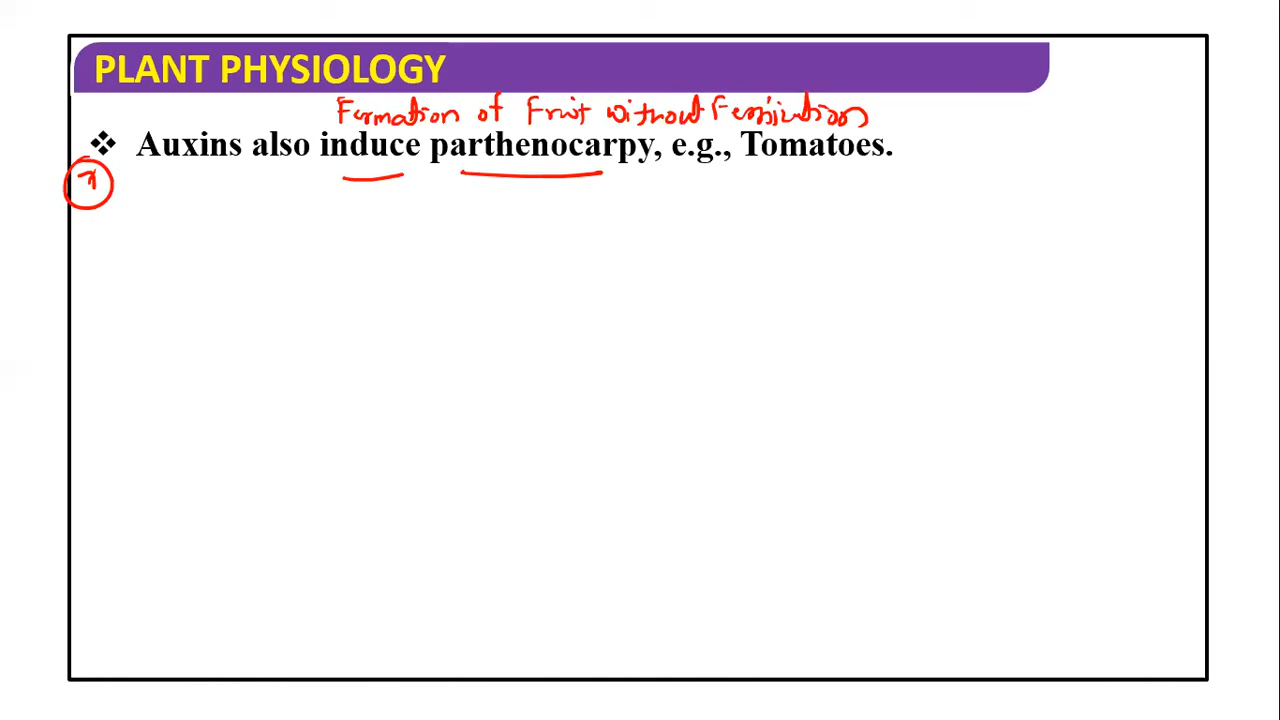 PLANT PHYSIOLOGY
Formation of Fruit without Fertilization
❖ Auxins also induce parthenocarpy, e.g., Tomatoes.